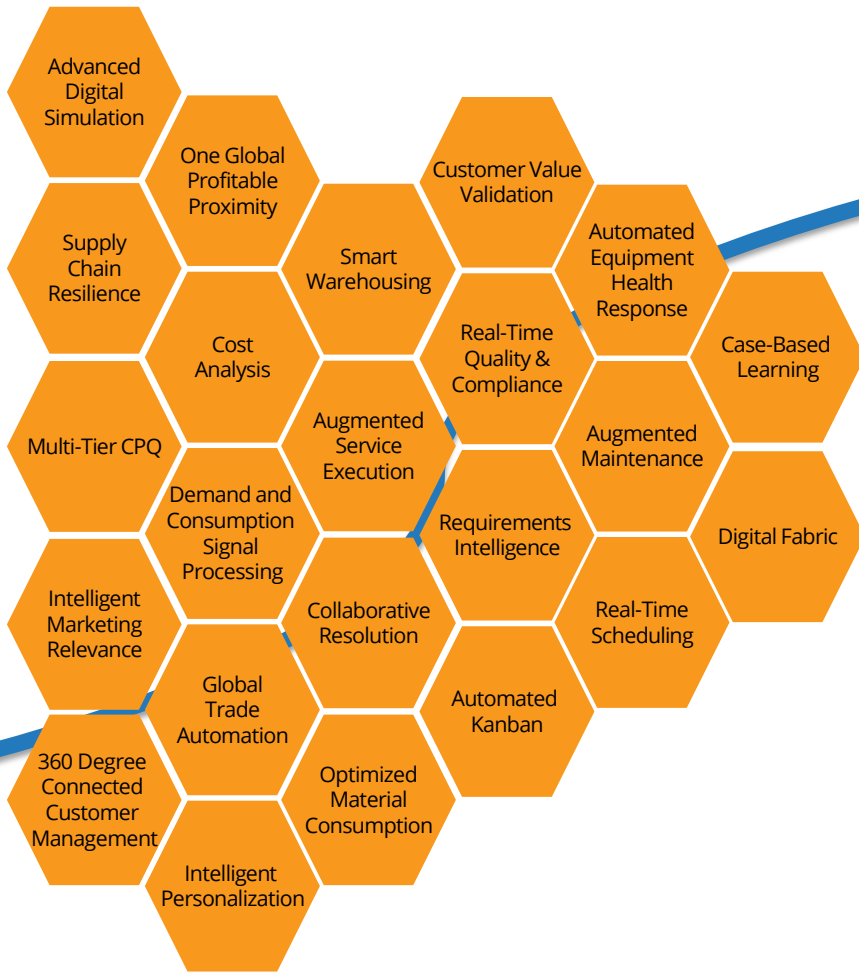 Advanced
Digital
Simulation
Supply
Chain
Resilience
Multi-Tier CPQ
Intelligent
Marketing
Relevance
360 Degree
Connected
Customer
Management
One Global
Profitable
Proximity
Cost
Analysis
Demand and
Consumption
Signal
Processing
Global
Trade
Automation
Intelligent
Personalization
Smart
Warehousing
Augmented
Service
Execution
Collaborative
Resolution
Optimized
Material
Consumption
Customer Value
Validation
Real-Time
Quality &
Compliance
Requirements
Intelligence
Automated
Kanban
Automated
Equipment
Health
Response
Augmented
Maintenance
Real-Time
Scheduling
Case-Based
Learning
Digital Fabric